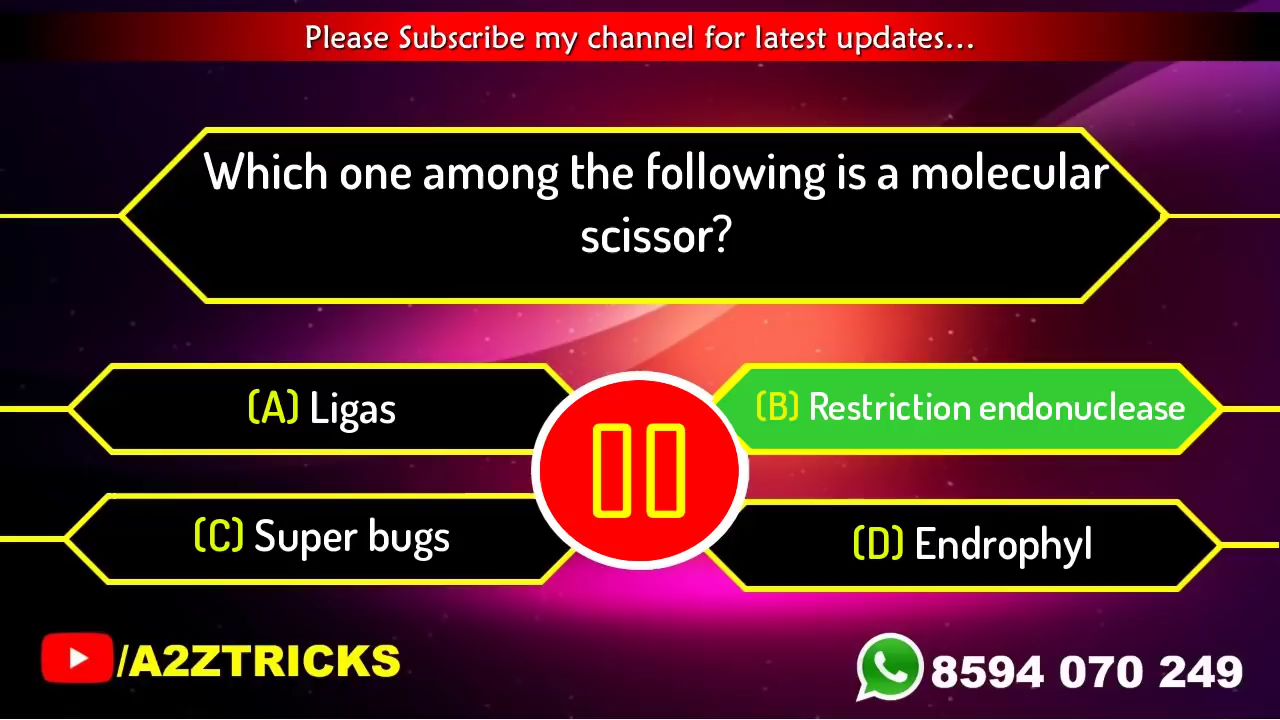 Please Subscribe my channel for latest updates...
Which one among the following is a molecular
scissor?
(A) Ligas
(B) Restriction endonuclease
(C) Super bugs
(D) Endrophyl
/A2ZTRICKS
8594 070 249